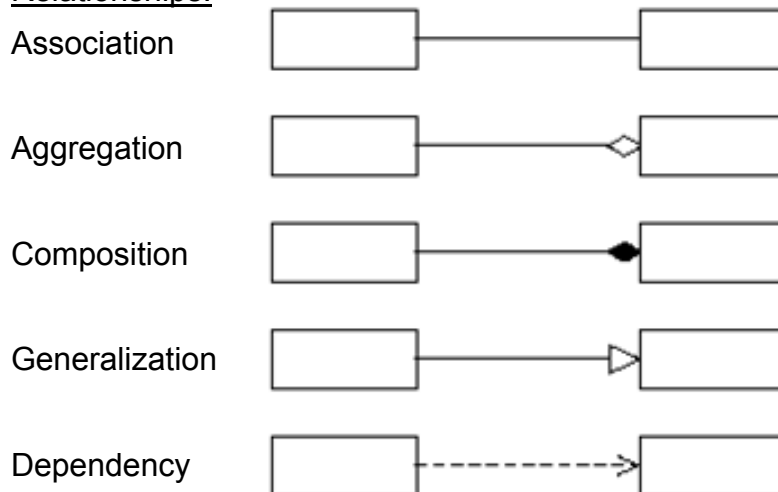 Relationships:
Association
Aggregation
Composition
Generalization
Dependency